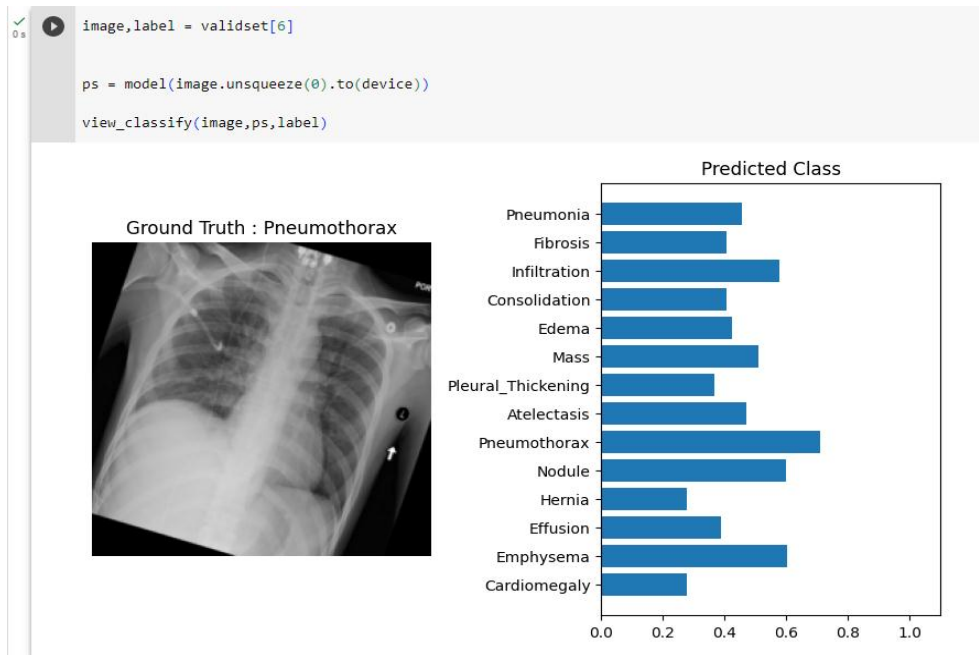 image,label = validset[6]
0s
ps = model(image.unsqueeze(0).to(device))
view_classify(image,ps,label)
Predicted Class
Ground Truth : Pneumothorax
Pneumonia
Fibrosis
Infiltration
Consolidation
Edema
Mass
Pleural_Thickening
Atelectasis
Pneumothorax
Nodule
Hernia
Effusion
Emphysema
Cardiomegaly
0.0 0.2 0.4 0.6 0.8 1.0
L